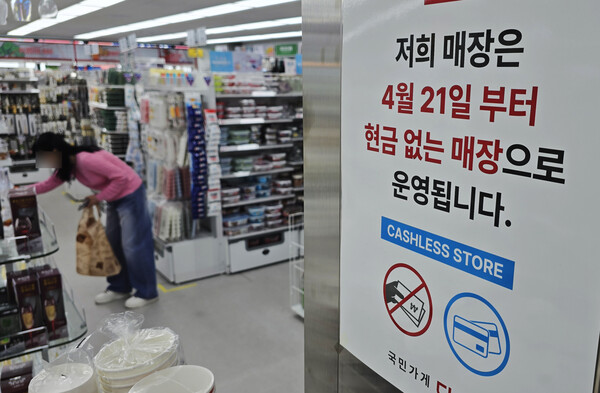 저희 매장은
4월 21일 부터
현금 없는 매장으로
운영됩니다.
CASHLESS STORE
₩
국민가게